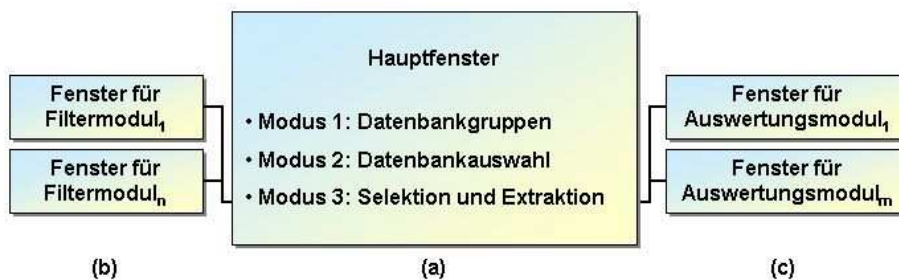 Hauptfenster
• Modus 1: Datenbankgruppen
• Modus 2: Datenbankauswahl
• Modus 3: Selektion und Extraktion
Fenster für
Filtermodul1
Fenster für
Filtermoduln
Fenster für
Auswertungsmodul1
Fenster für
Auswertungsmodulm
(b)
(a)
(c)